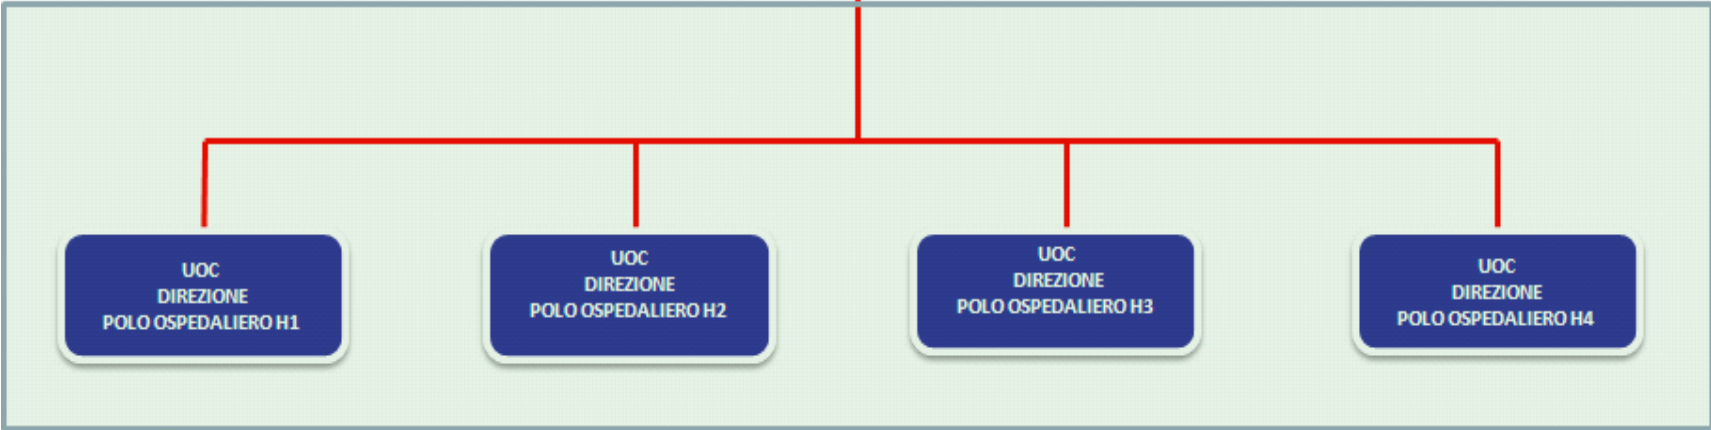 UOC
DIREZIONE
POLO OSPEDALIERO H1
UOC
DIREZIONE
POLO OSPEDALIERO H2
UOC
DIREZIONE
POLO OSPEDALIERO H3
UOC
DIREZIONE
POLO OSPEDALIERO H4